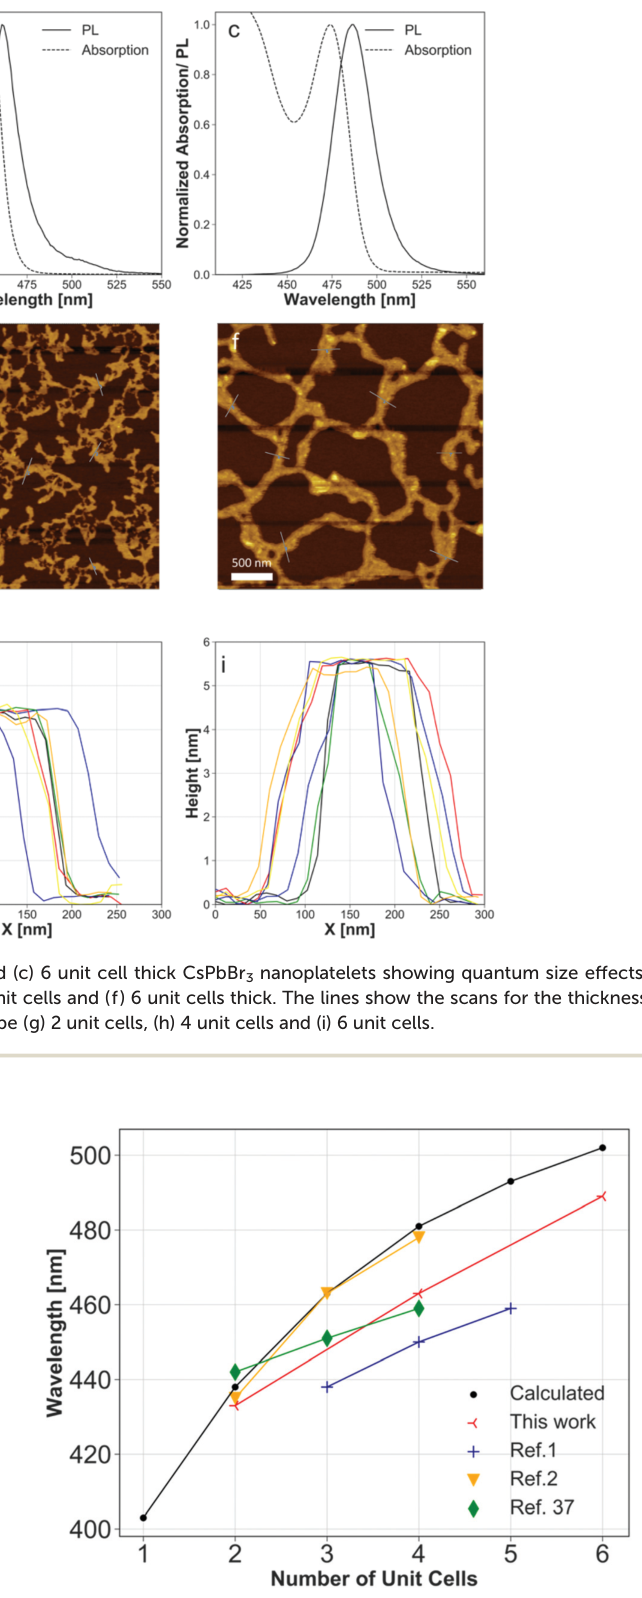 PL
Absorption
475 500 525 550
elength [nm]
c
PL
Absorption
Normalized Absorption/ PL
1.0
0.8
0.6
0.4
0.2
0.0
425 450 475 500 525 550
Wavelength [nm]
f
500 nm
150 200 250 300
X [nm]
i
Height [nm]
6
5
4
3
2
1
0
0 50 100 150 200 250 300
X [nm]
d (c) 6 unit cell thick CsPbBr₃ nanoplatelets showing quantum size effects
nit cells and (f) 6 unit cells thick. The lines show the scans for the thickness
be (g) 2 unit cells, (h) 4 unit cells and (i) 6 unit cells.
Wavelength [nm]
500
480
460
440
420
400
Calculated
This work
Ref.1
Ref.2
Ref. 37
1 2 3 4 5 6
Number of Unit Cells